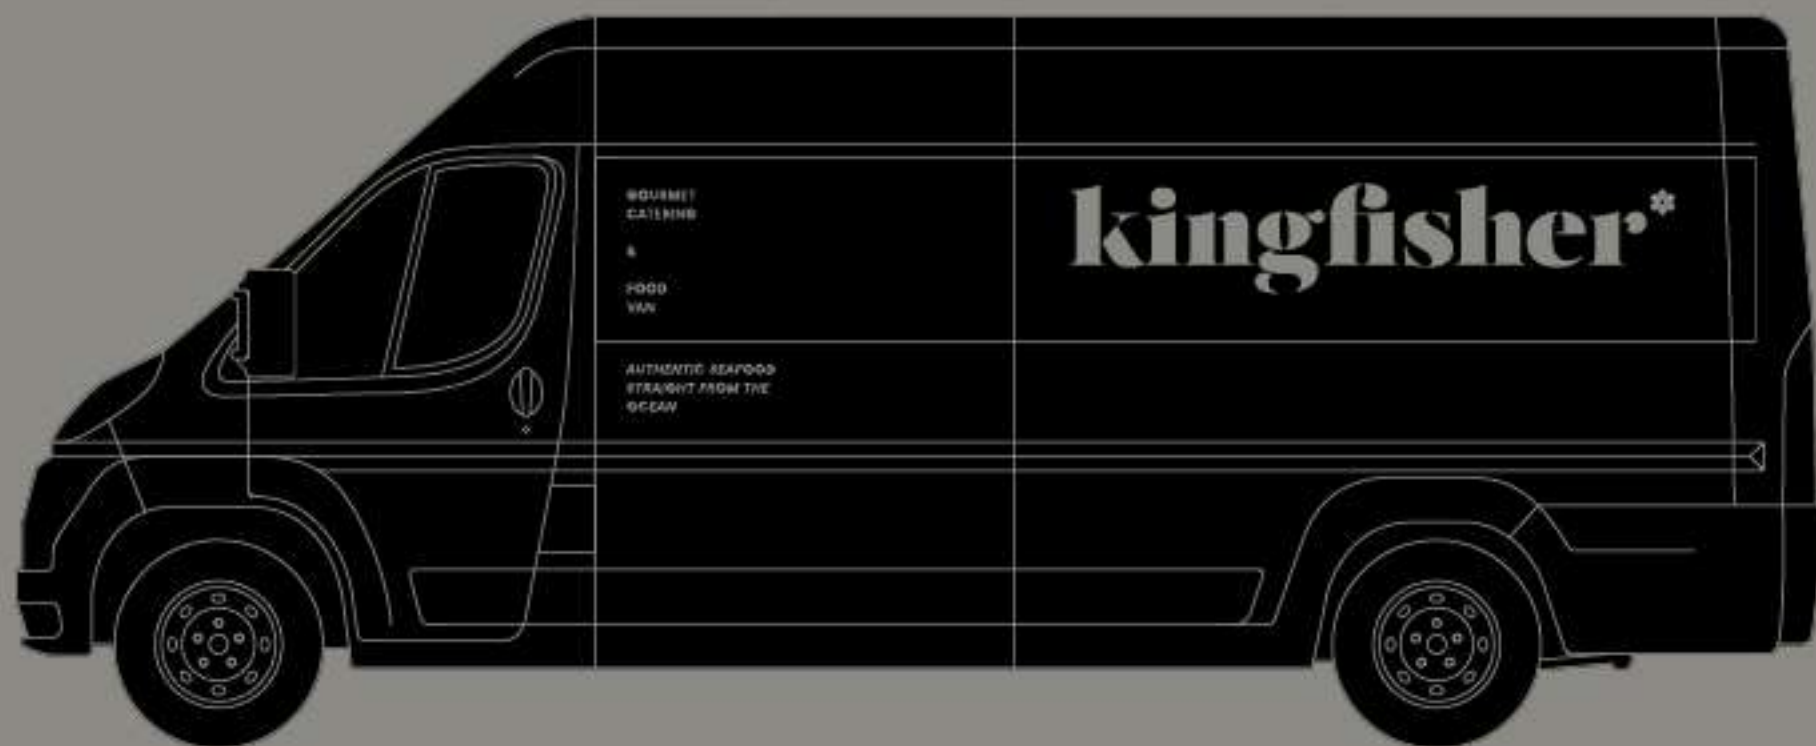 GOURMET
CATERING
&
FOOD
VAN
kingfisher*
AUTHENTIC SEAFOOD
STRAIGHT FROM THE
OCEAN